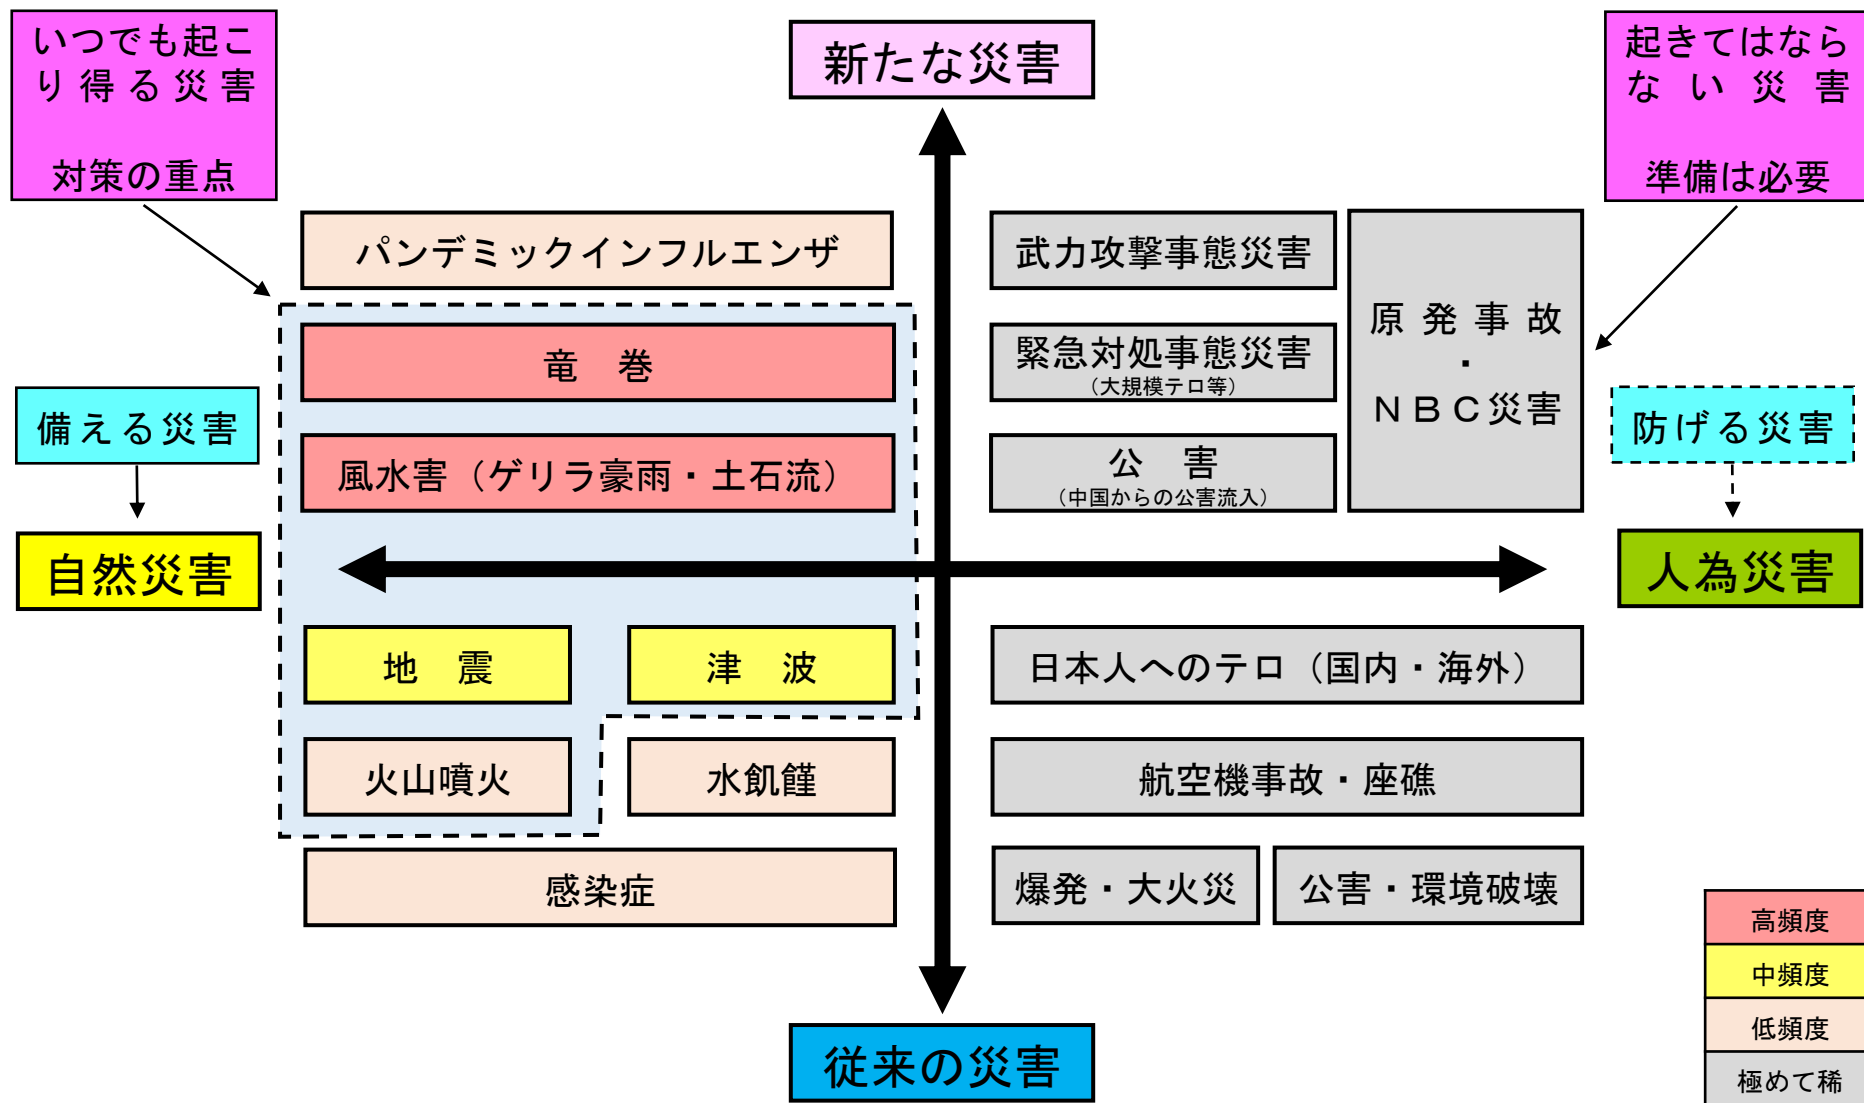 いつでも起こ
り得る災害
対策の重点
新たな災害
起きてはなら
ない災害
準備は必要
パンデミックインフルエンザ
武力攻撃事態災害
原発事故
・
ＮＢＣ災害
竜　巻
緊急対処事態災害
（大規模テロ等）
備える災害
防げる災害
風水害（ゲリラ豪雨・土石流）
公　害
（中国からの公害流入）
自然災害
人為災害
地　震
津　波
日本人へのテロ（国内・海外）
火山噴火
水飢饉
航空機事故・座礁
感染症
爆発・大火災
公害・環境破壊
高頻度
中頻度
低頻度
極めて稀
従来の災害